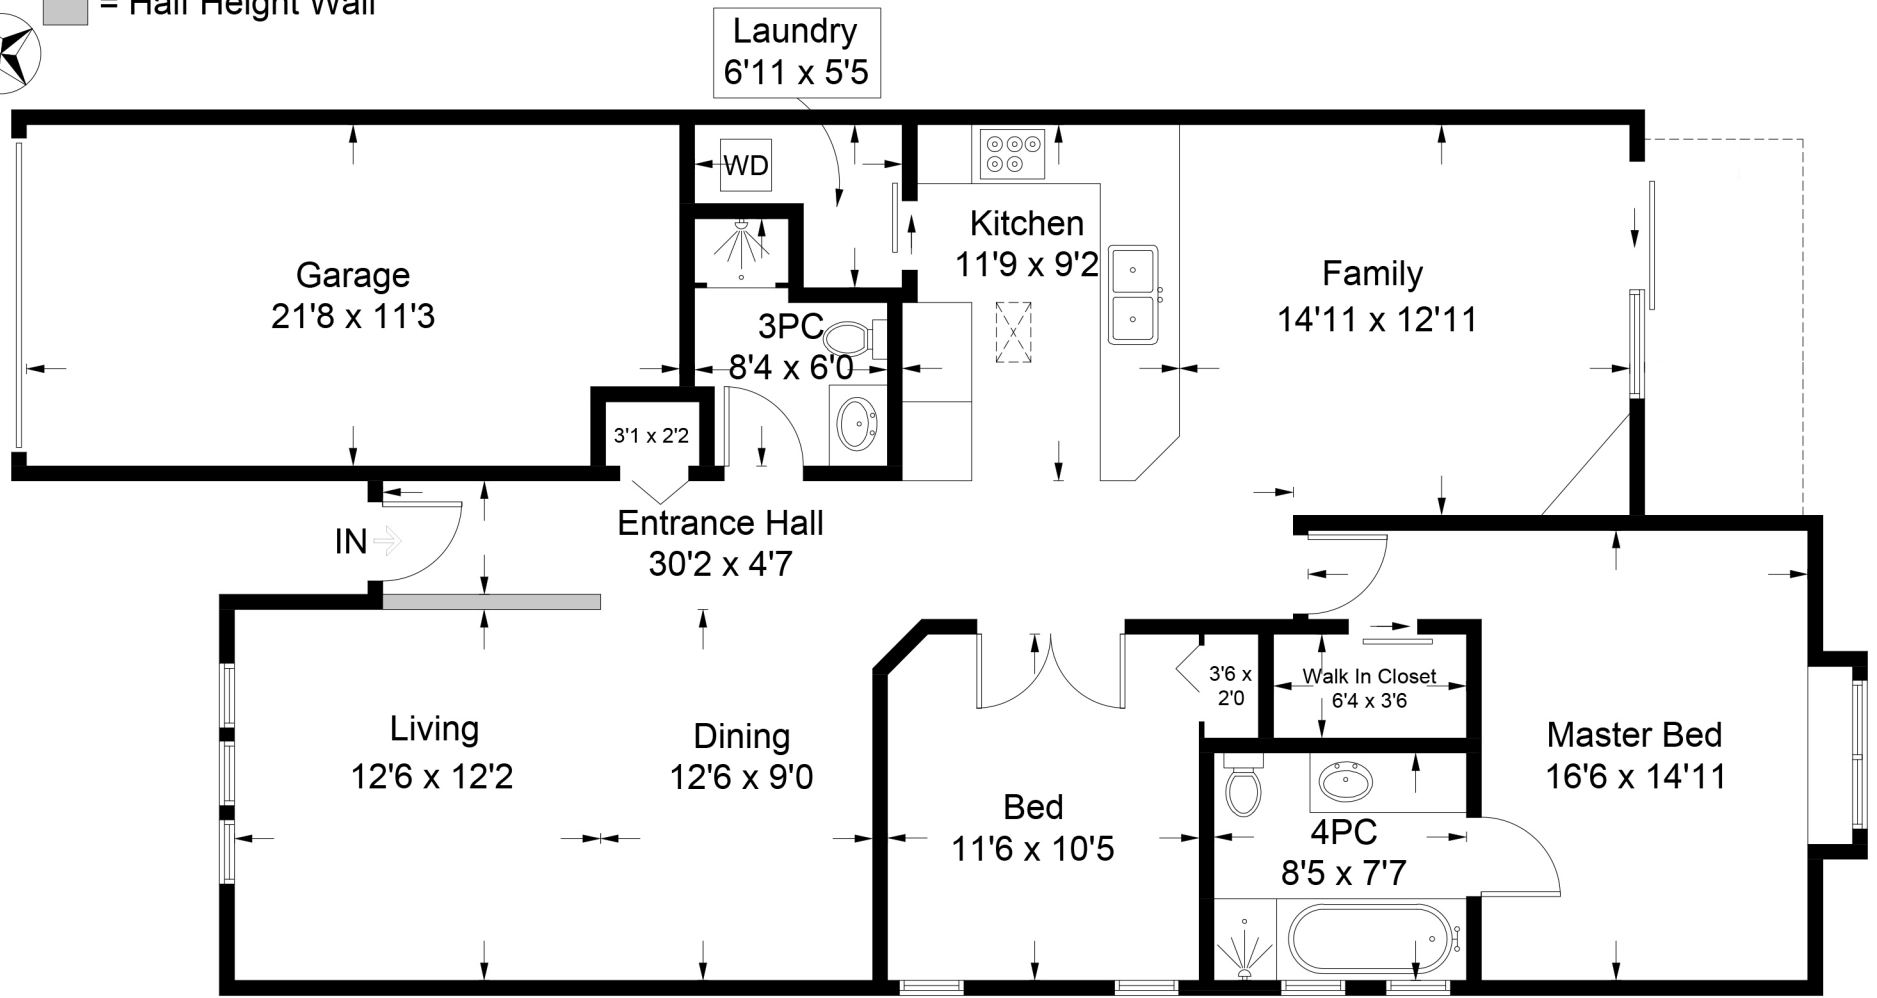 = Half Height Wall
Laundry
6'11 x 5'5
WD
Kitchen
11'9 x 9'2
Garage
21'8 x 11'3
Family
14'11 x 12'11
3PC
8'4 x 6'0
3'1 x 2'2
Entrance Hall
30'2 x 4'7
IN
Living
12'6 x 12'2
Dining
12'6 x 9'0
Bed
11'6 x 10'5
3'6 x
2'0
Walk In Closet
6'4 x 3'6
Master Bed
16'6 x 14'11
4PC
8'5 x 7'7